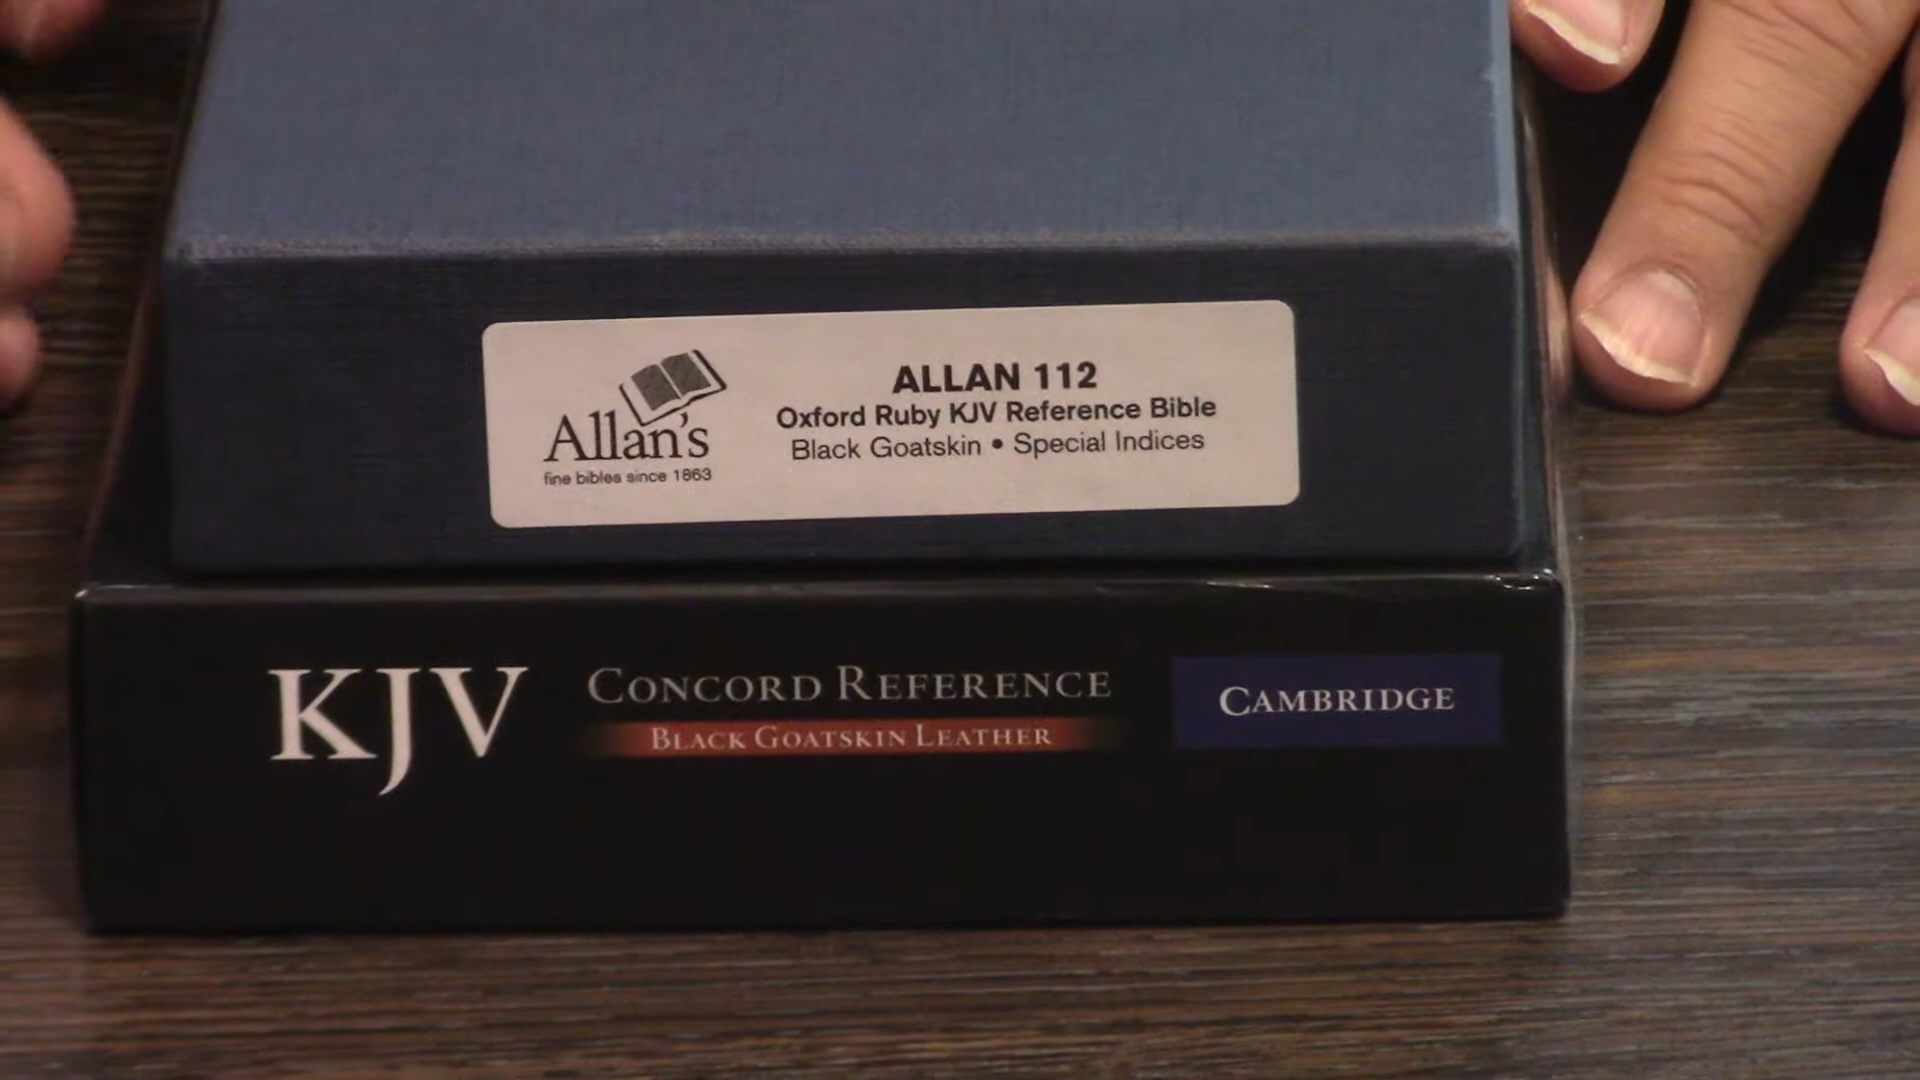 Allan's
fine bibles since 1863
ALLAN 112
Oxford Ruby KJV Reference Bible
Black Goatskin • Special Indices
KJV
CONCORD REFERENCE
BLACK GOATSKIN LEATHER
CAMBRIDGE